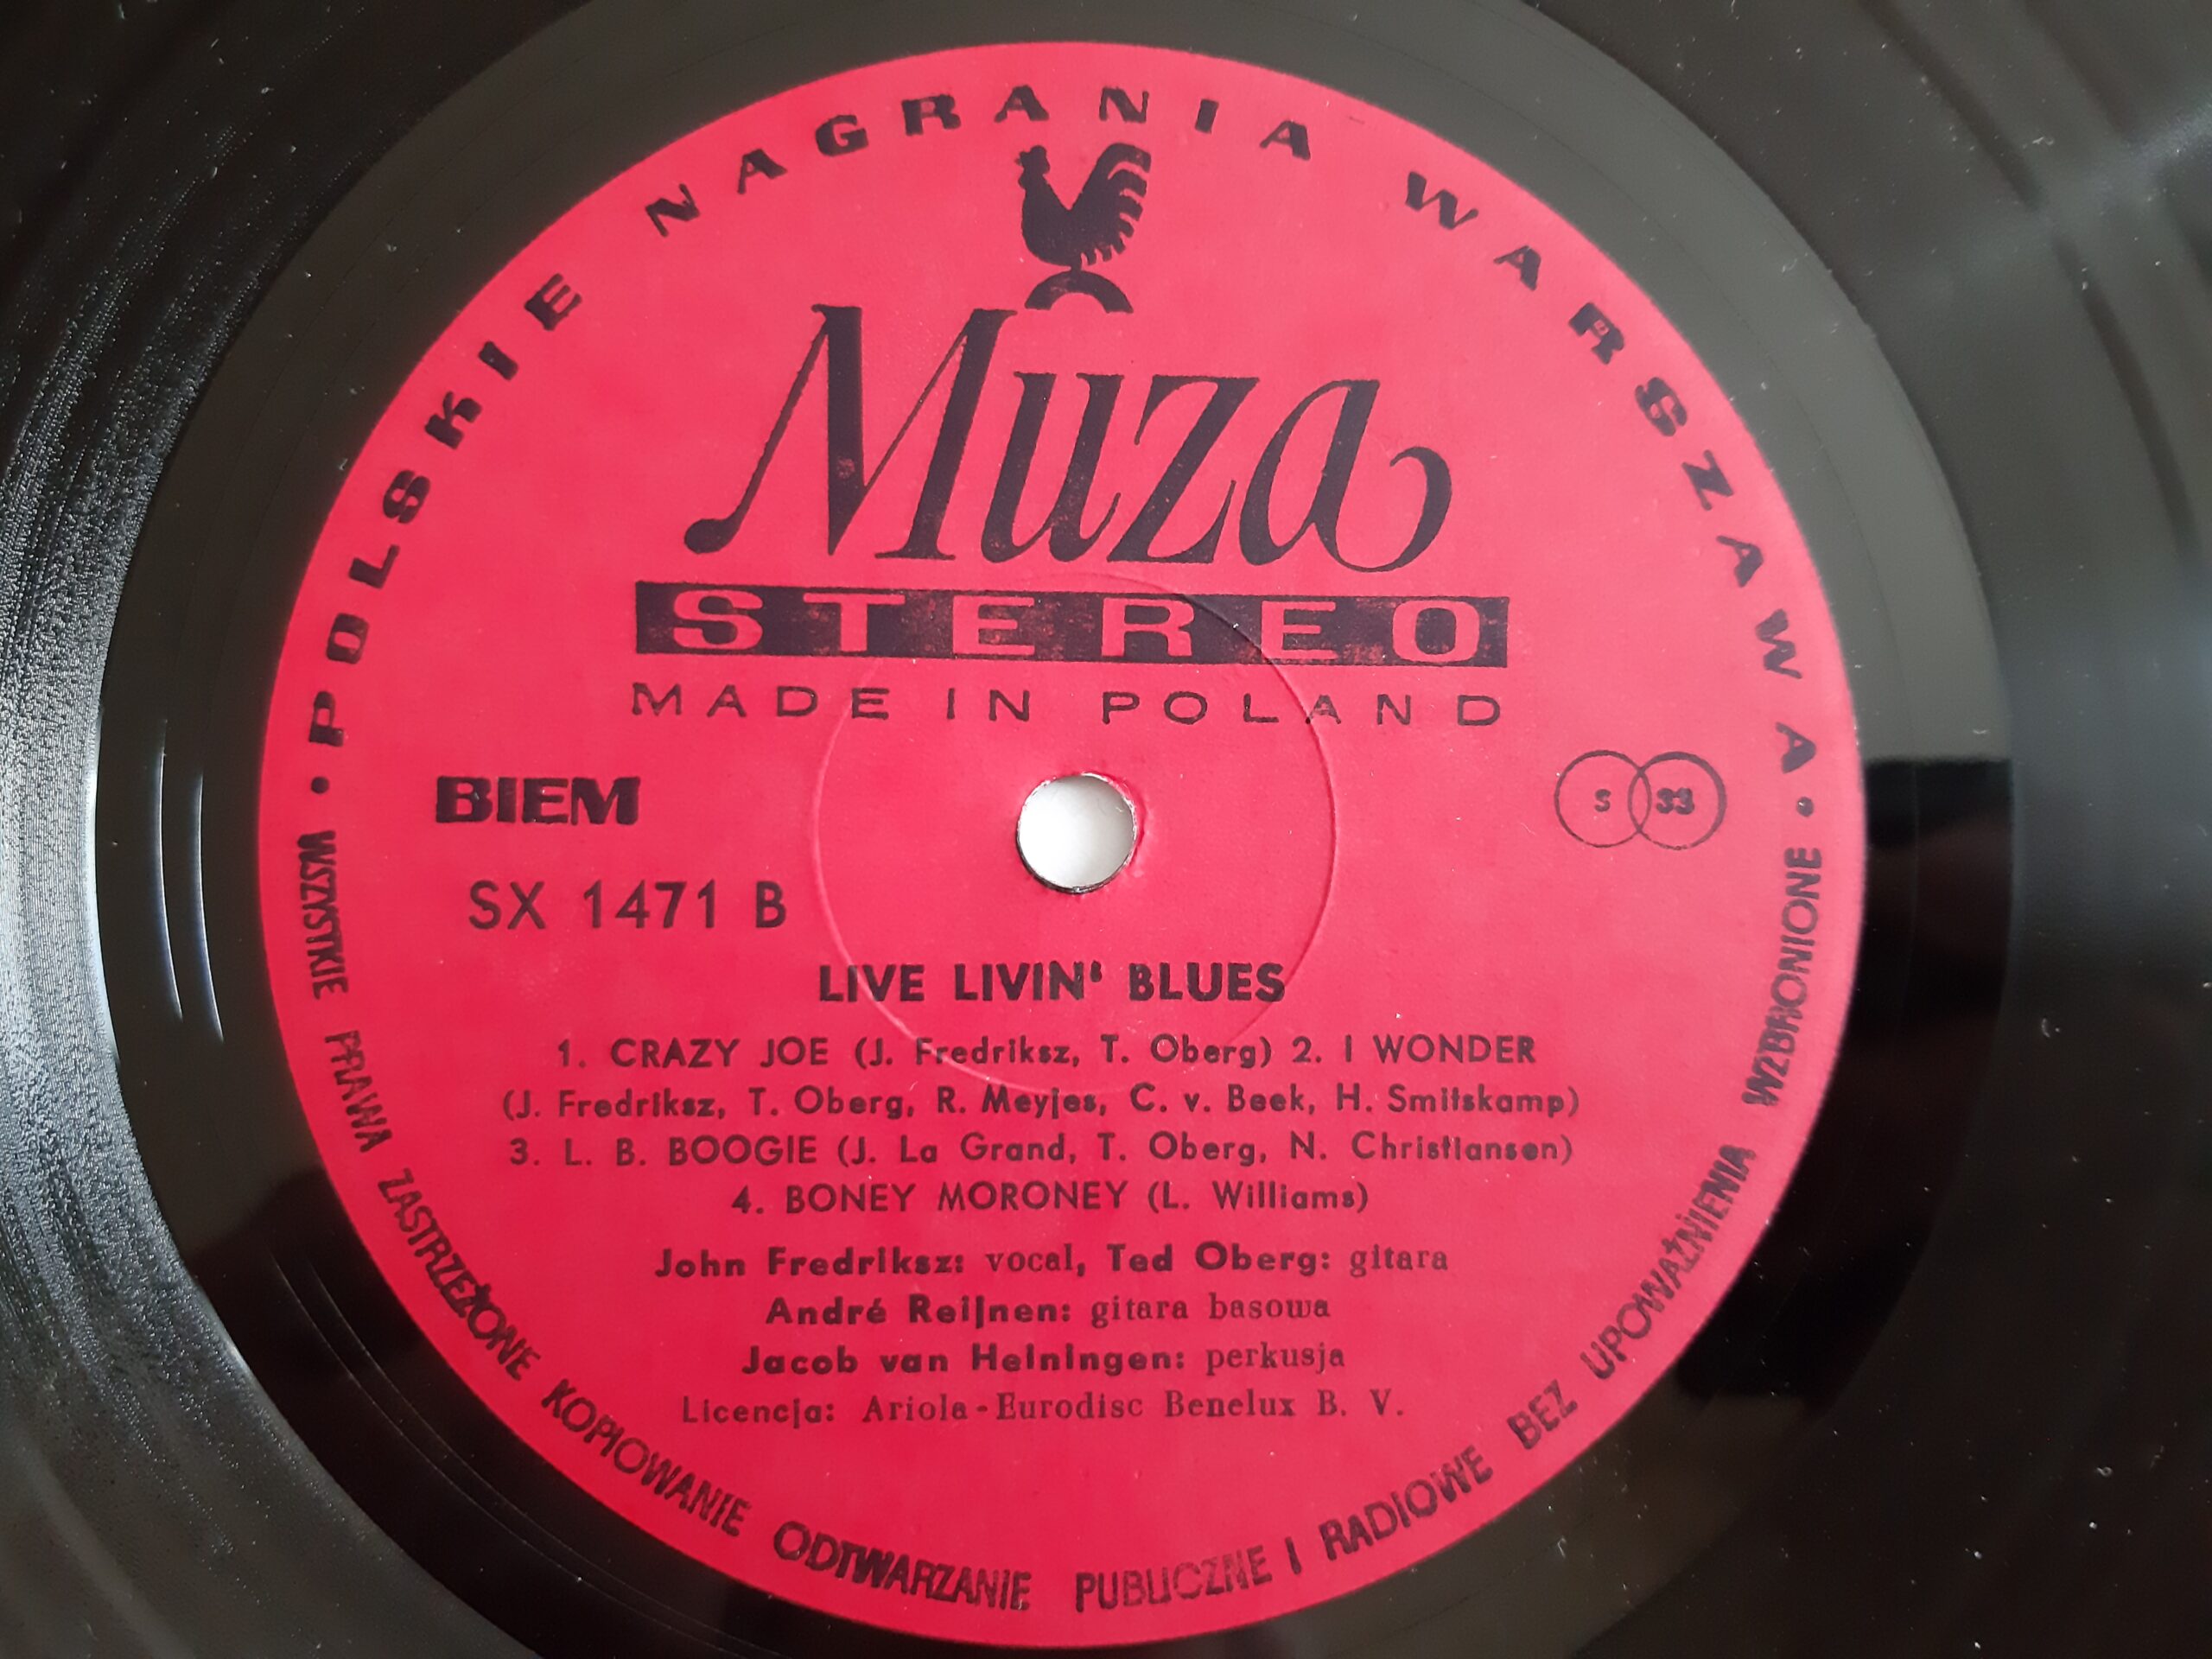 • POLSKIE NAGRANIA WARSZAWA •
Muza
STEREO
MADE IN POLAND
BIEM
S 33
SX 1471 B
LIVE LIVIN' BLUES
1. CRAZY JOE (J. Fredriksz, T. Oberg) 2. I WONDER
(J. Fredriksz, T. Oberg, R. Meyjes, C. v. Beek, H. Smitskamp)
3. L. B. BOOGIE (J. La Grand, T. Oberg, N. Christiansen)
4. BONEY MORONEY (L. Williams)
John Fredriksz: vocal, Ted Oberg: gitara
André Reijnen: gitara basowa
Jacob van Heiningen: perkusja
Licencja: Ariola-Eurodisc Benelux B. V.
WSZYSTKIE PRAWA ZASTRZEŻONE KOPIOWANIE ODTWARZANIE PUBLICZNE I RADIOWE BEZ UPOWAŻNIENIA WZBRONIONE